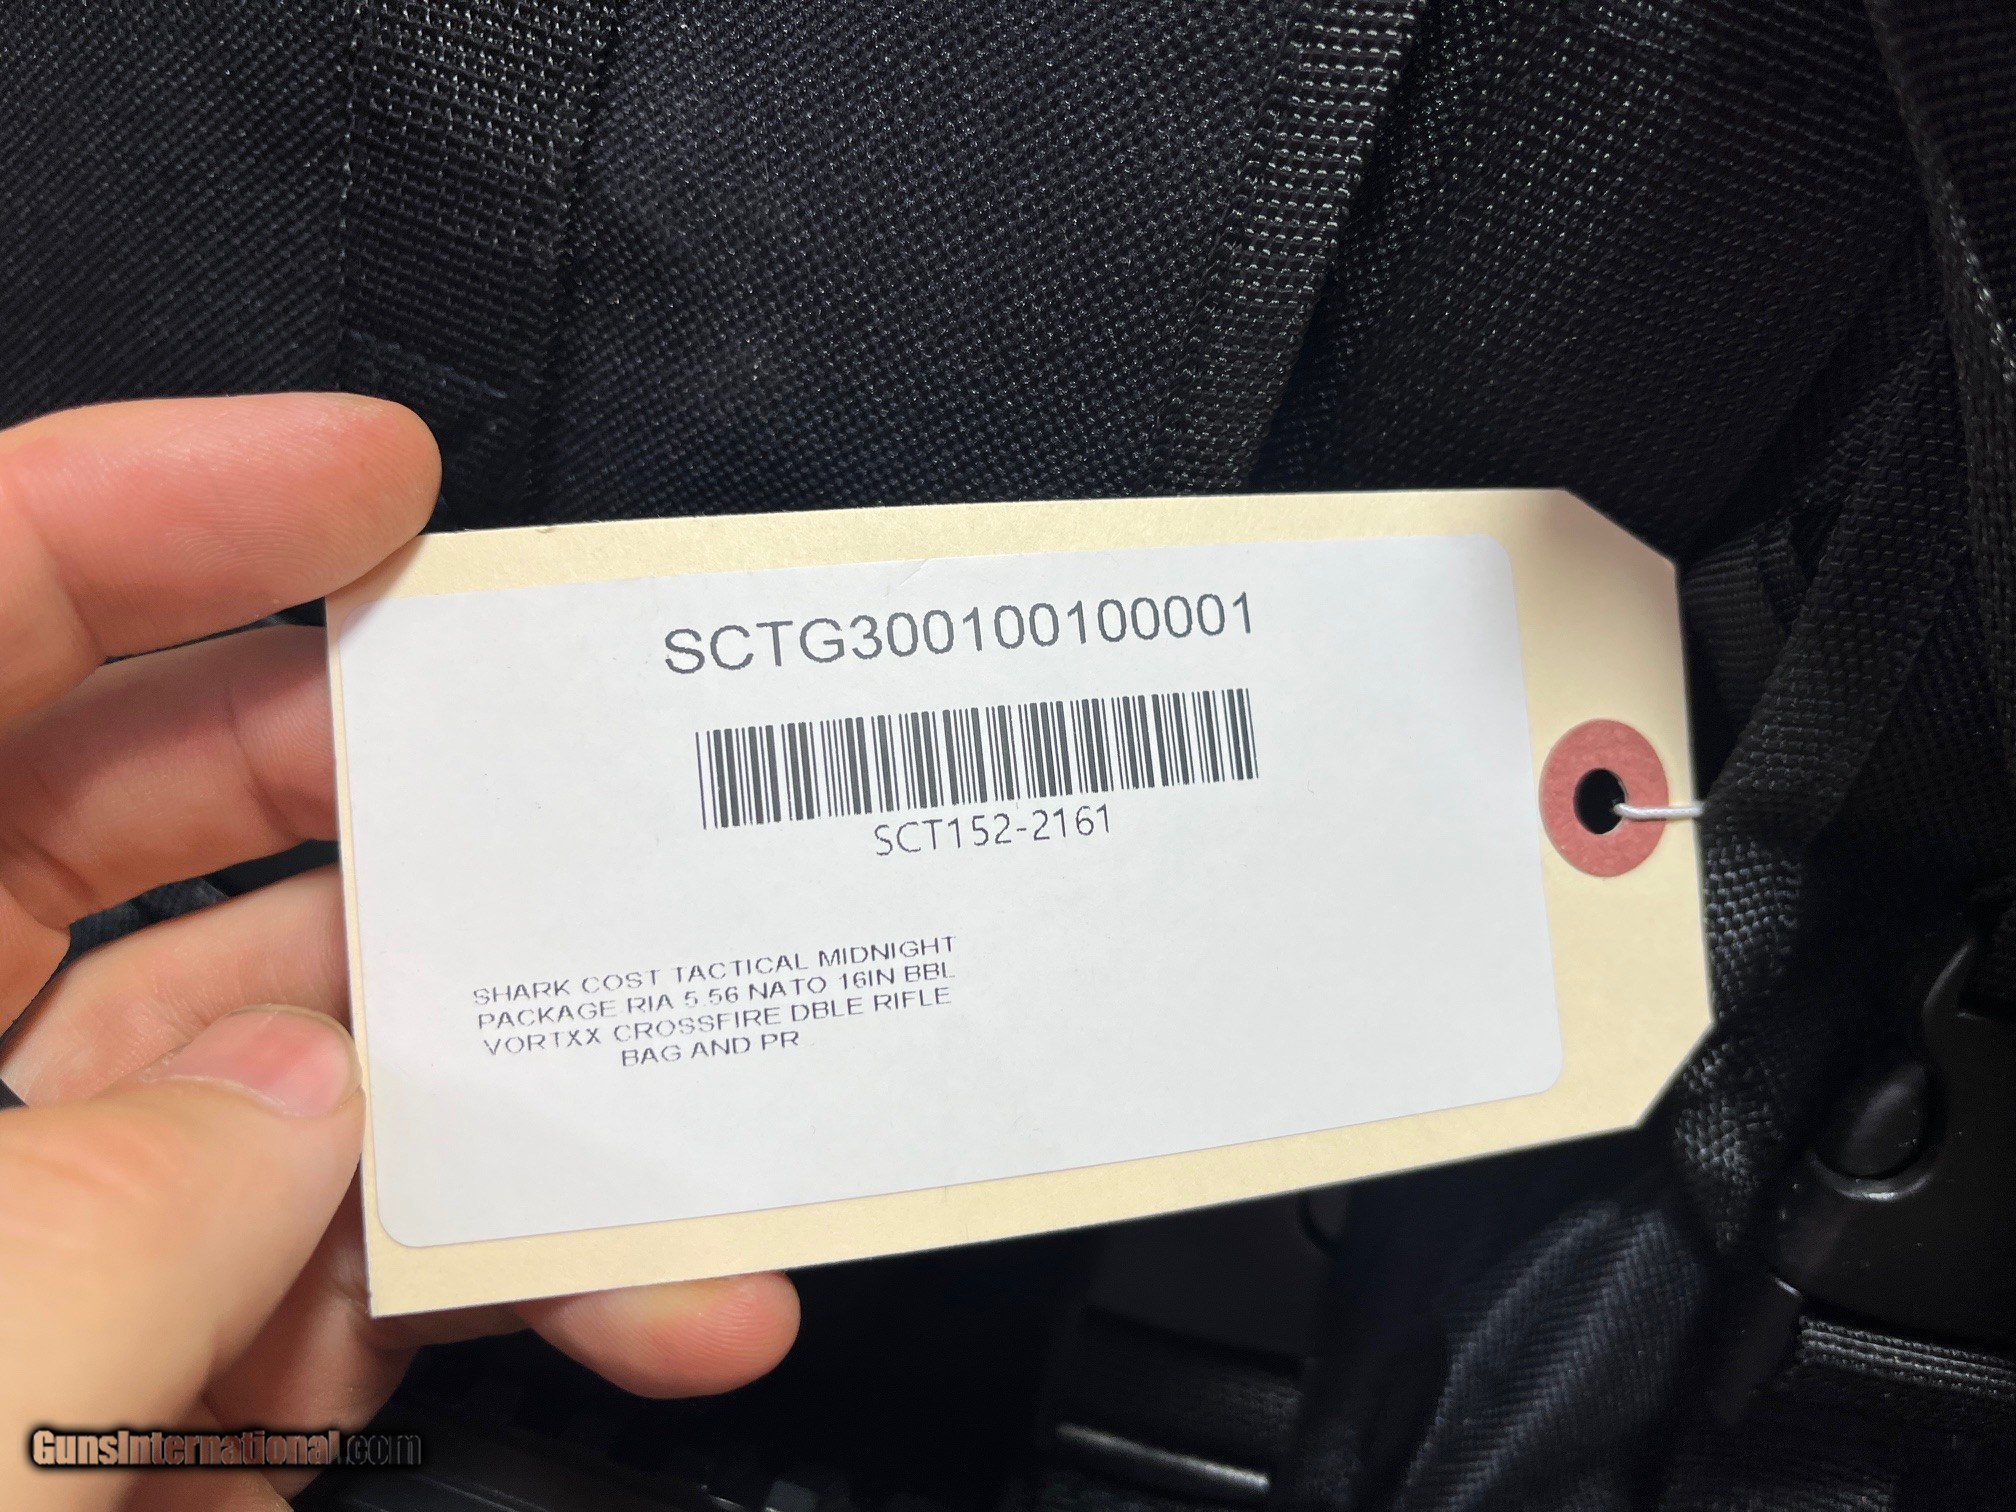 SCTG300100100001
SCT152-2161
SHARK COST TACTICAL MIDNIGHT
PACKAGE RIA 5.56 NATO 16IN BBL
VORTXX CROSSFIRE DBLE RIFLE
BAG AND PR
GunsInternational.com